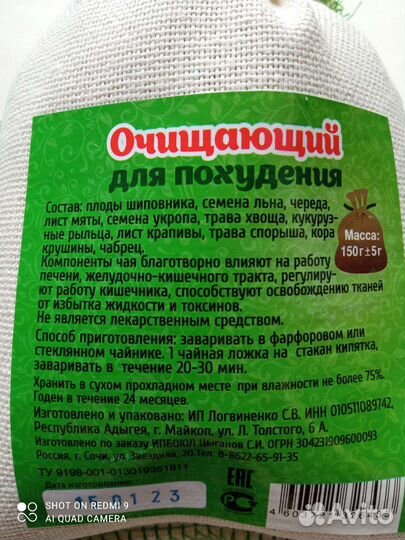 Очищающий
для похудения
Состав: плоды шиповника, семена льна, череда,
лист мяты, семена укропа, трава хвоща, кукуруз-
ные рыльца, лист крапивы, трава спорыша, кора
крушины, чабрец.
Масса:
150г±5г
Компоненты чая благотворно влияют на работу
печени, желудочно-кишечного тракта, регулиру-
ют работу кишечника, способствуют освобождению тканей
от избытка жидкости и токсинов.
Не является лекарственным средством.
Способ приготовления: заваривать в фарфоровом или
стеклянном чайнике. 1 чайная ложка на стакан кипятка,
заваривать в течение 20-30 мин.
Хранить в сухом прохладном месте при влажности не более 75%.
Годен в течение 24 месяцев.
Изготовлено и упаковано: ИП Логвиненко С.В. ИНН 010511089742,
Республика Адыгея, г. Майкоп, ул. Л. Толстого, 6 А.
Изготовлено по заказу ИПБОЮЛ Цыганов С.И. ОГРН 304231909600093
Россия, г. Сочи, ул. Звездная, 20.Тел. 8-8622-65-91-35
ТУ 9198-001-013019361811
Дата изготовления:
15 01 23
EAC
SHOT ON REDMI 9
AI QUAD CAMERA
Avito